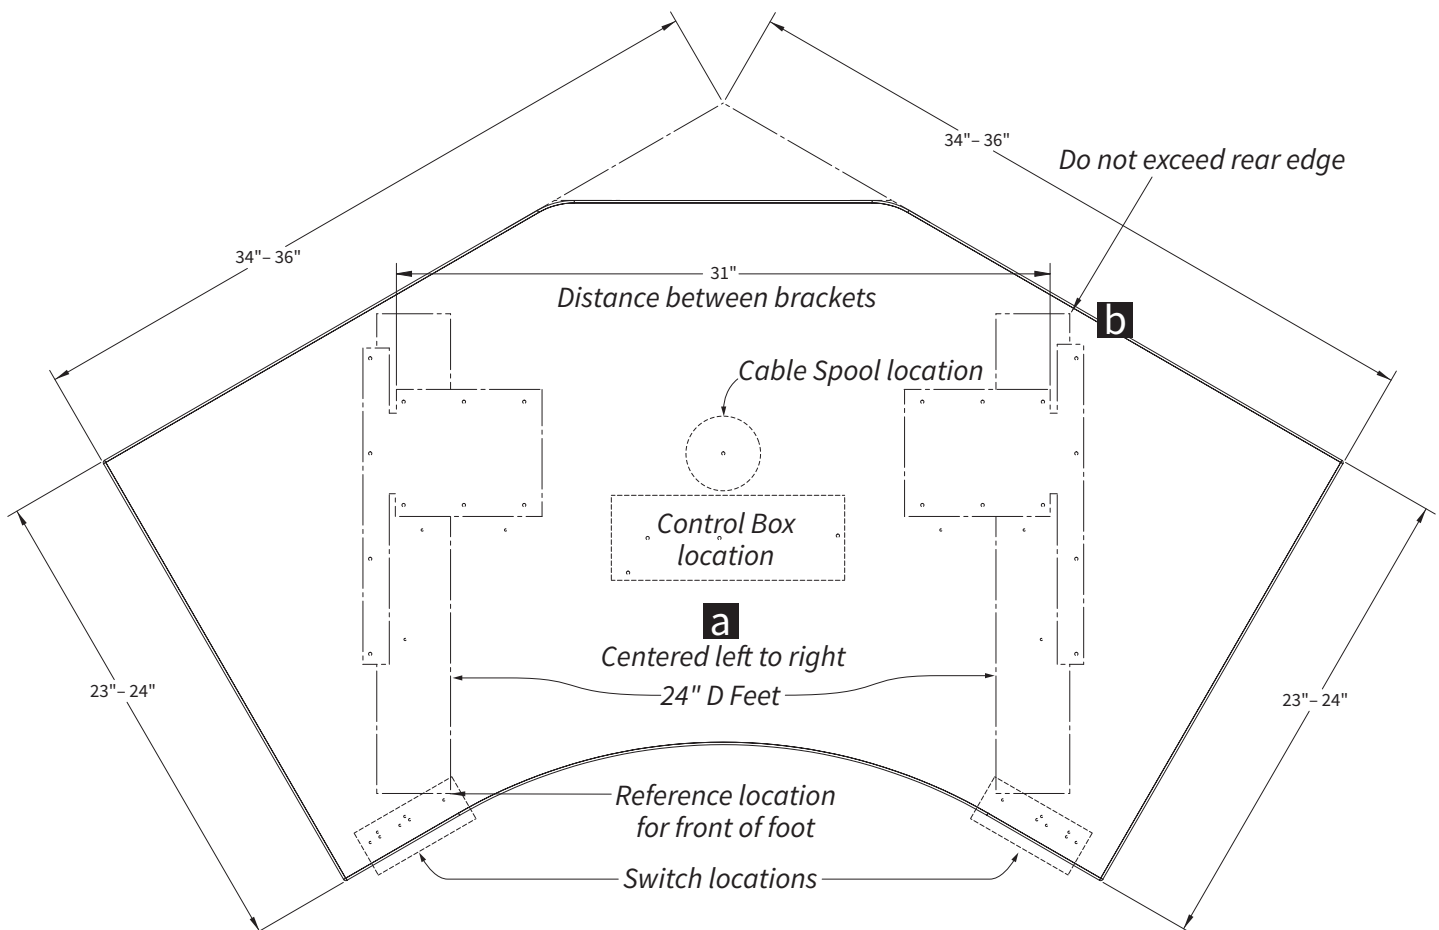 34"– 36"
Do not exceed rear edge
34"– 36"
31"
Distance between brackets
b
Cable Spool location
Control Box
location
a
Centered left to right
24" D Feet
23"– 24"
23"– 24"
Reference location
for front of foot
Switch locations